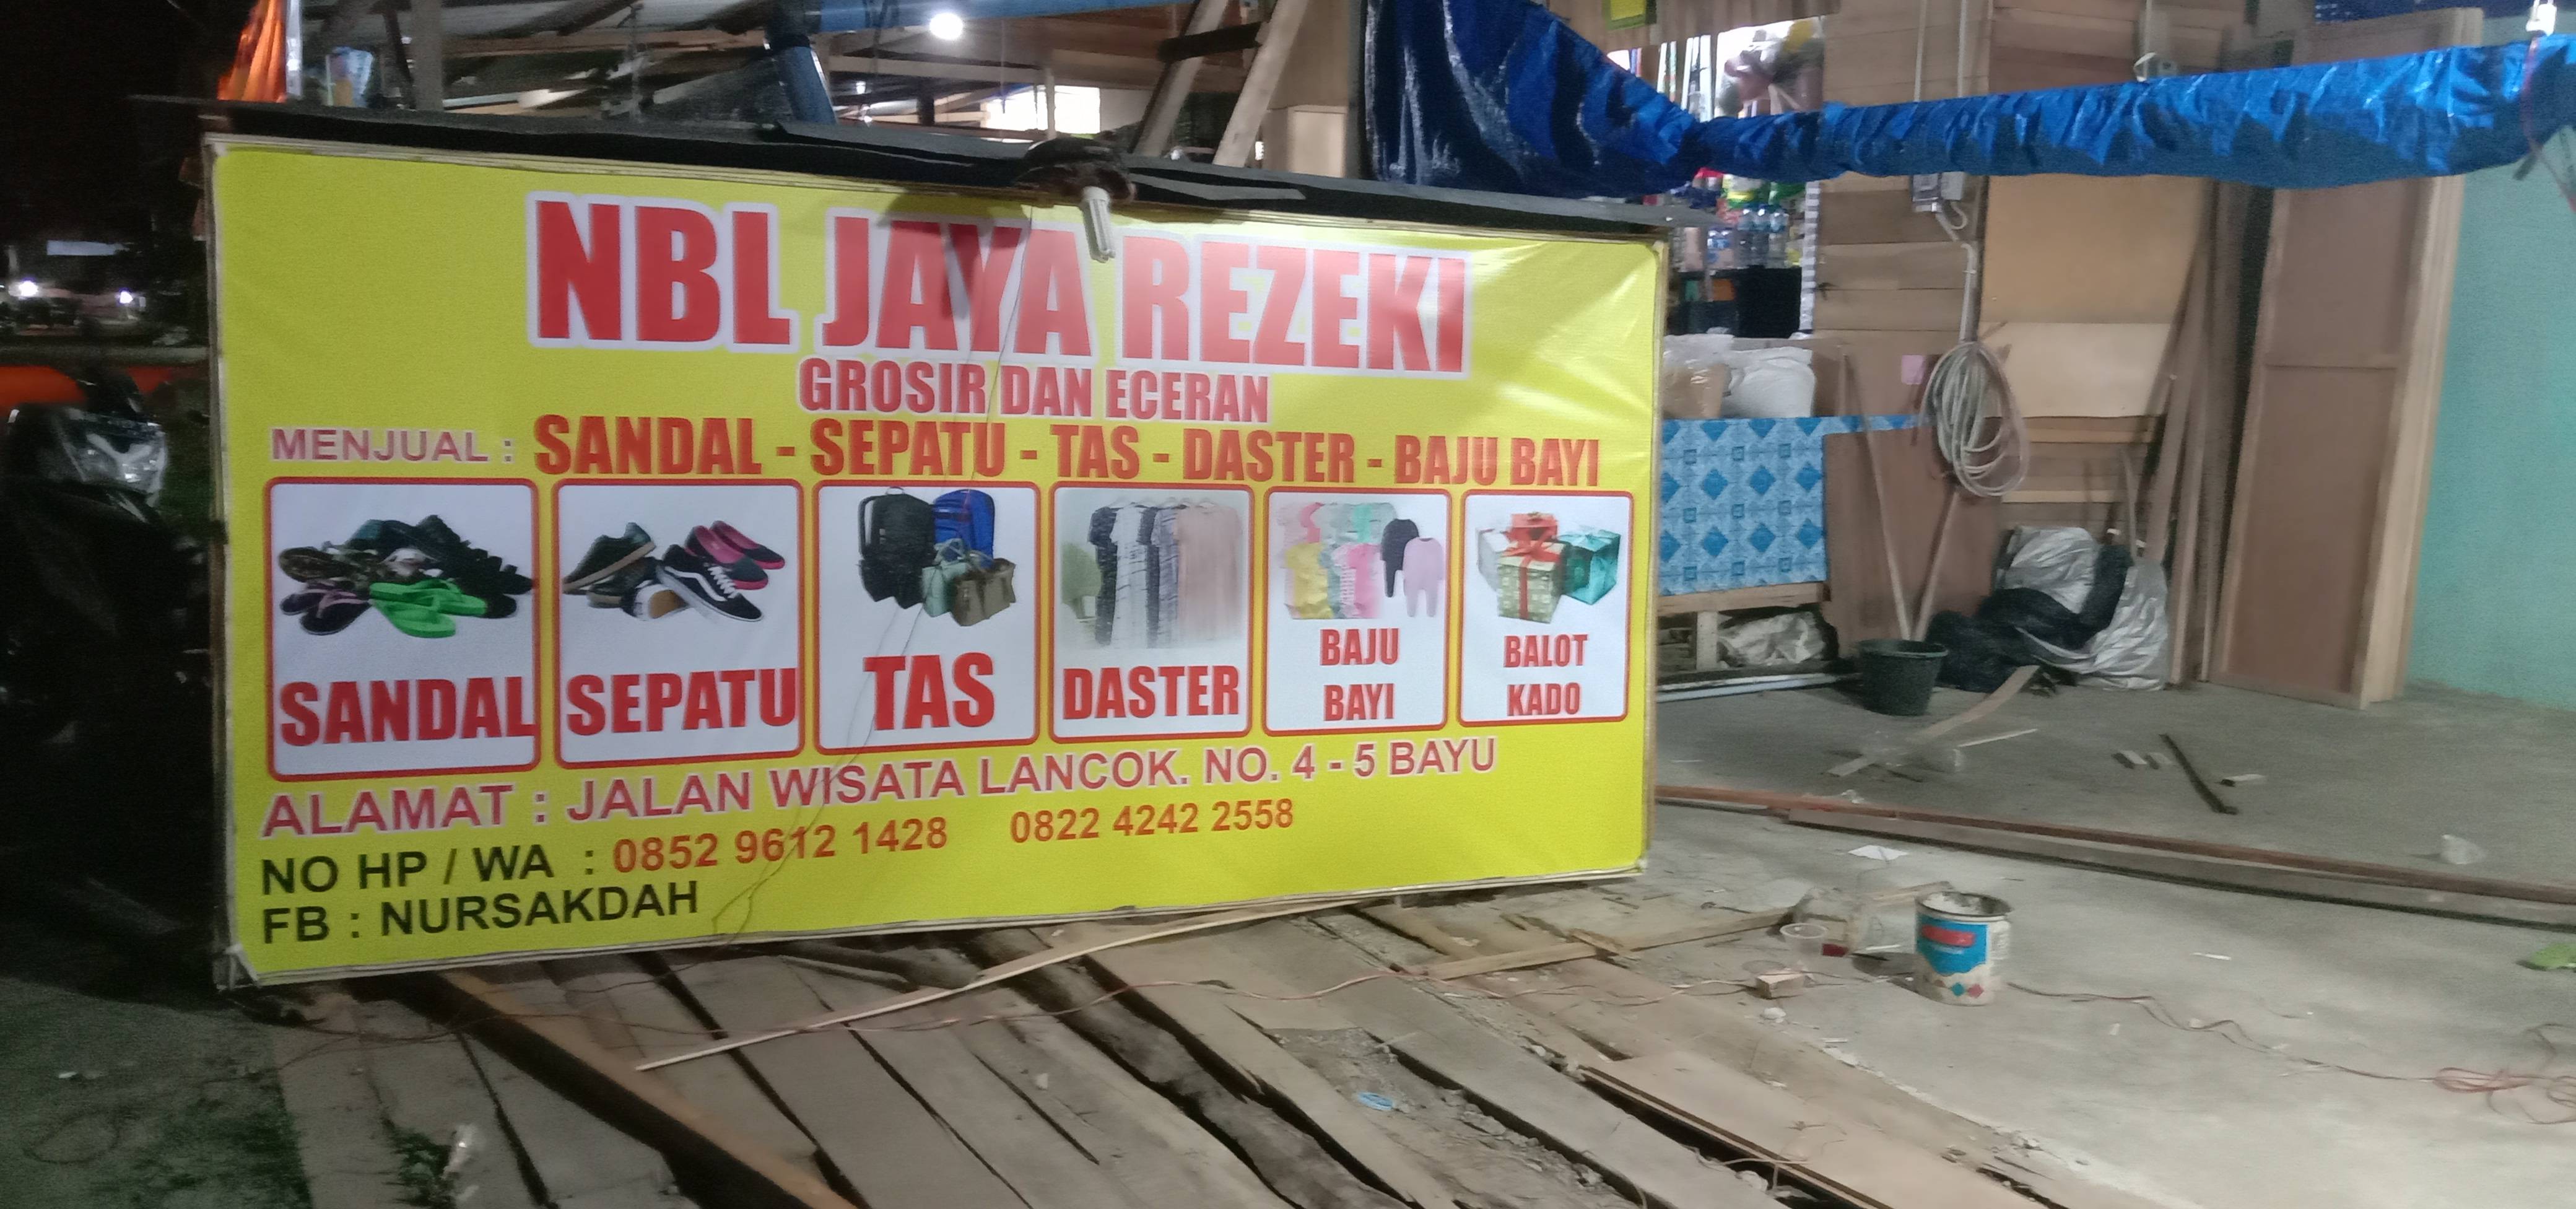 NBL JAYA REZEKI
GROSIR DAN ECERAN
MENJUAL : SANDAL - SEPATU - TAS - DASTER - BAJU BAYI
SANDAL
SEPATU
TAS
DASTER
BAJU
BAYI
BALOT
KADO
ALAMAT : JALAN WISATA LANCOK. NO. 4 - 5 BAYU
NO HP / WA : 0852 9612 1428 0822 4242 2558
FB : NURSAKDAH